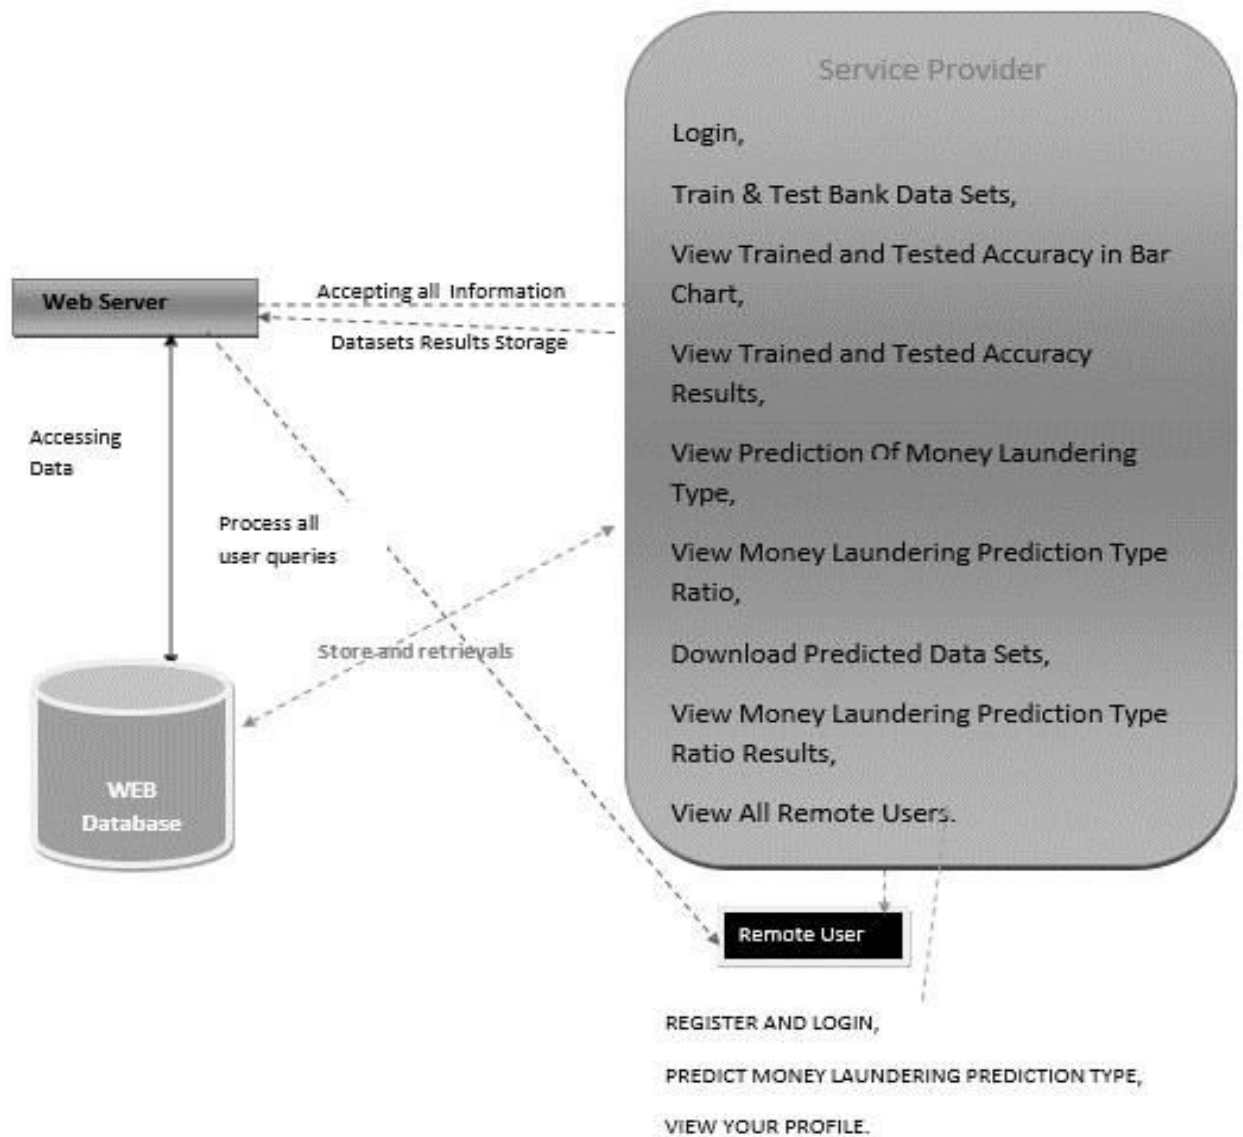 Service Provider
Login,
Train & Test Bank Data Sets,
View Trained and Tested Accuracy in Bar
Chart,
View Trained and Tested Accuracy
Results,
View Prediction Of Money Laundering
Type,
View Money Laundering Prediction Type
Ratio,
Download Predicted Data Sets,
View Money Laundering Prediction Type
Ratio Results,
View All Remote Users.
Web Server
Accepting all Information
Datasets Results Storage
Accessing
Data
Process all
user queries
Store and retrievals
WEB
Database
Remote User
REGISTER AND LOGIN,
PREDICT MONEY LAUNDERING PREDICTION TYPE,
VIEW YOUR PROFILE.